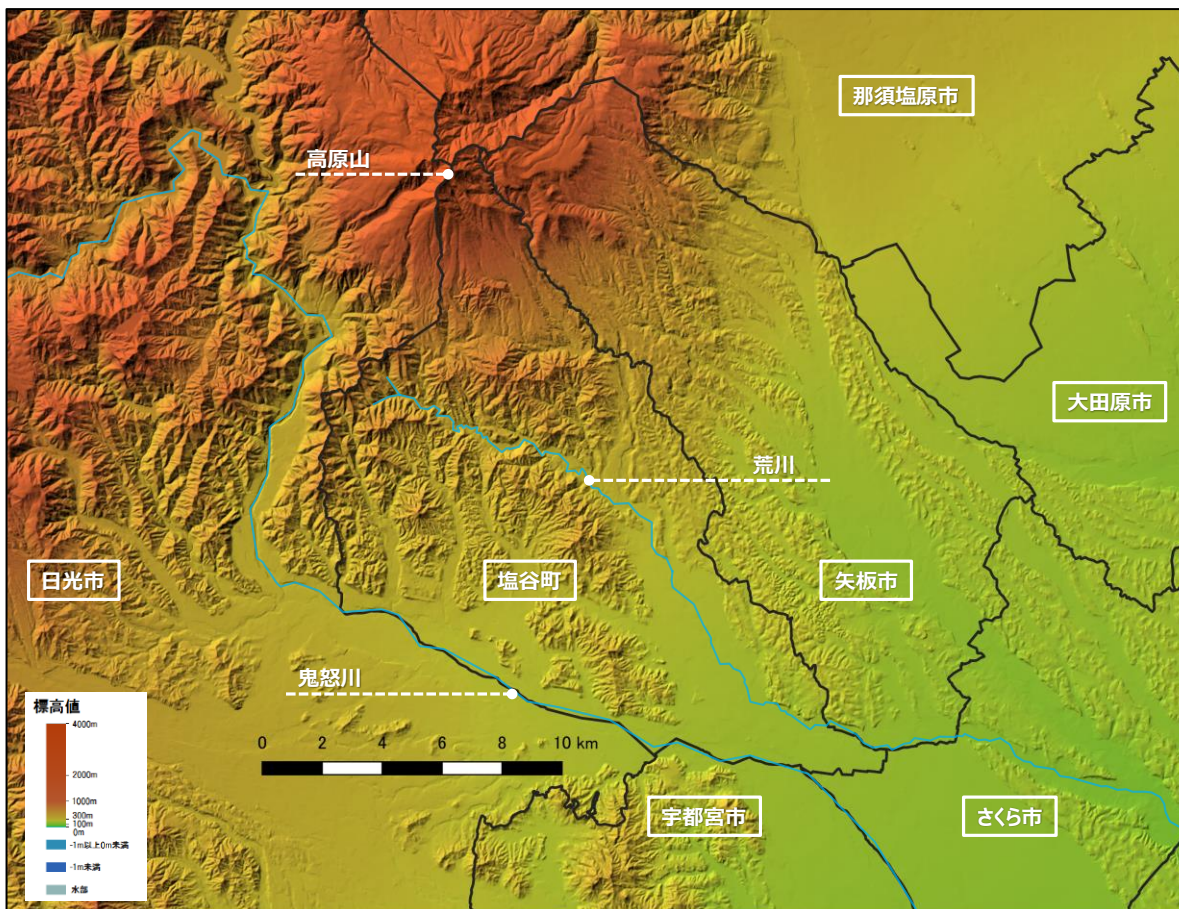 那須塩原市
高原山
大田原市
荒川
日光市
塩谷町
矢板市
鬼怒川
標高値
4000m
2000m
1000m
300m
100m
0m
-1m以上0m未満
-1m未満
水部
0 2 4 6 8 10 km
宇都宮市
さくら市